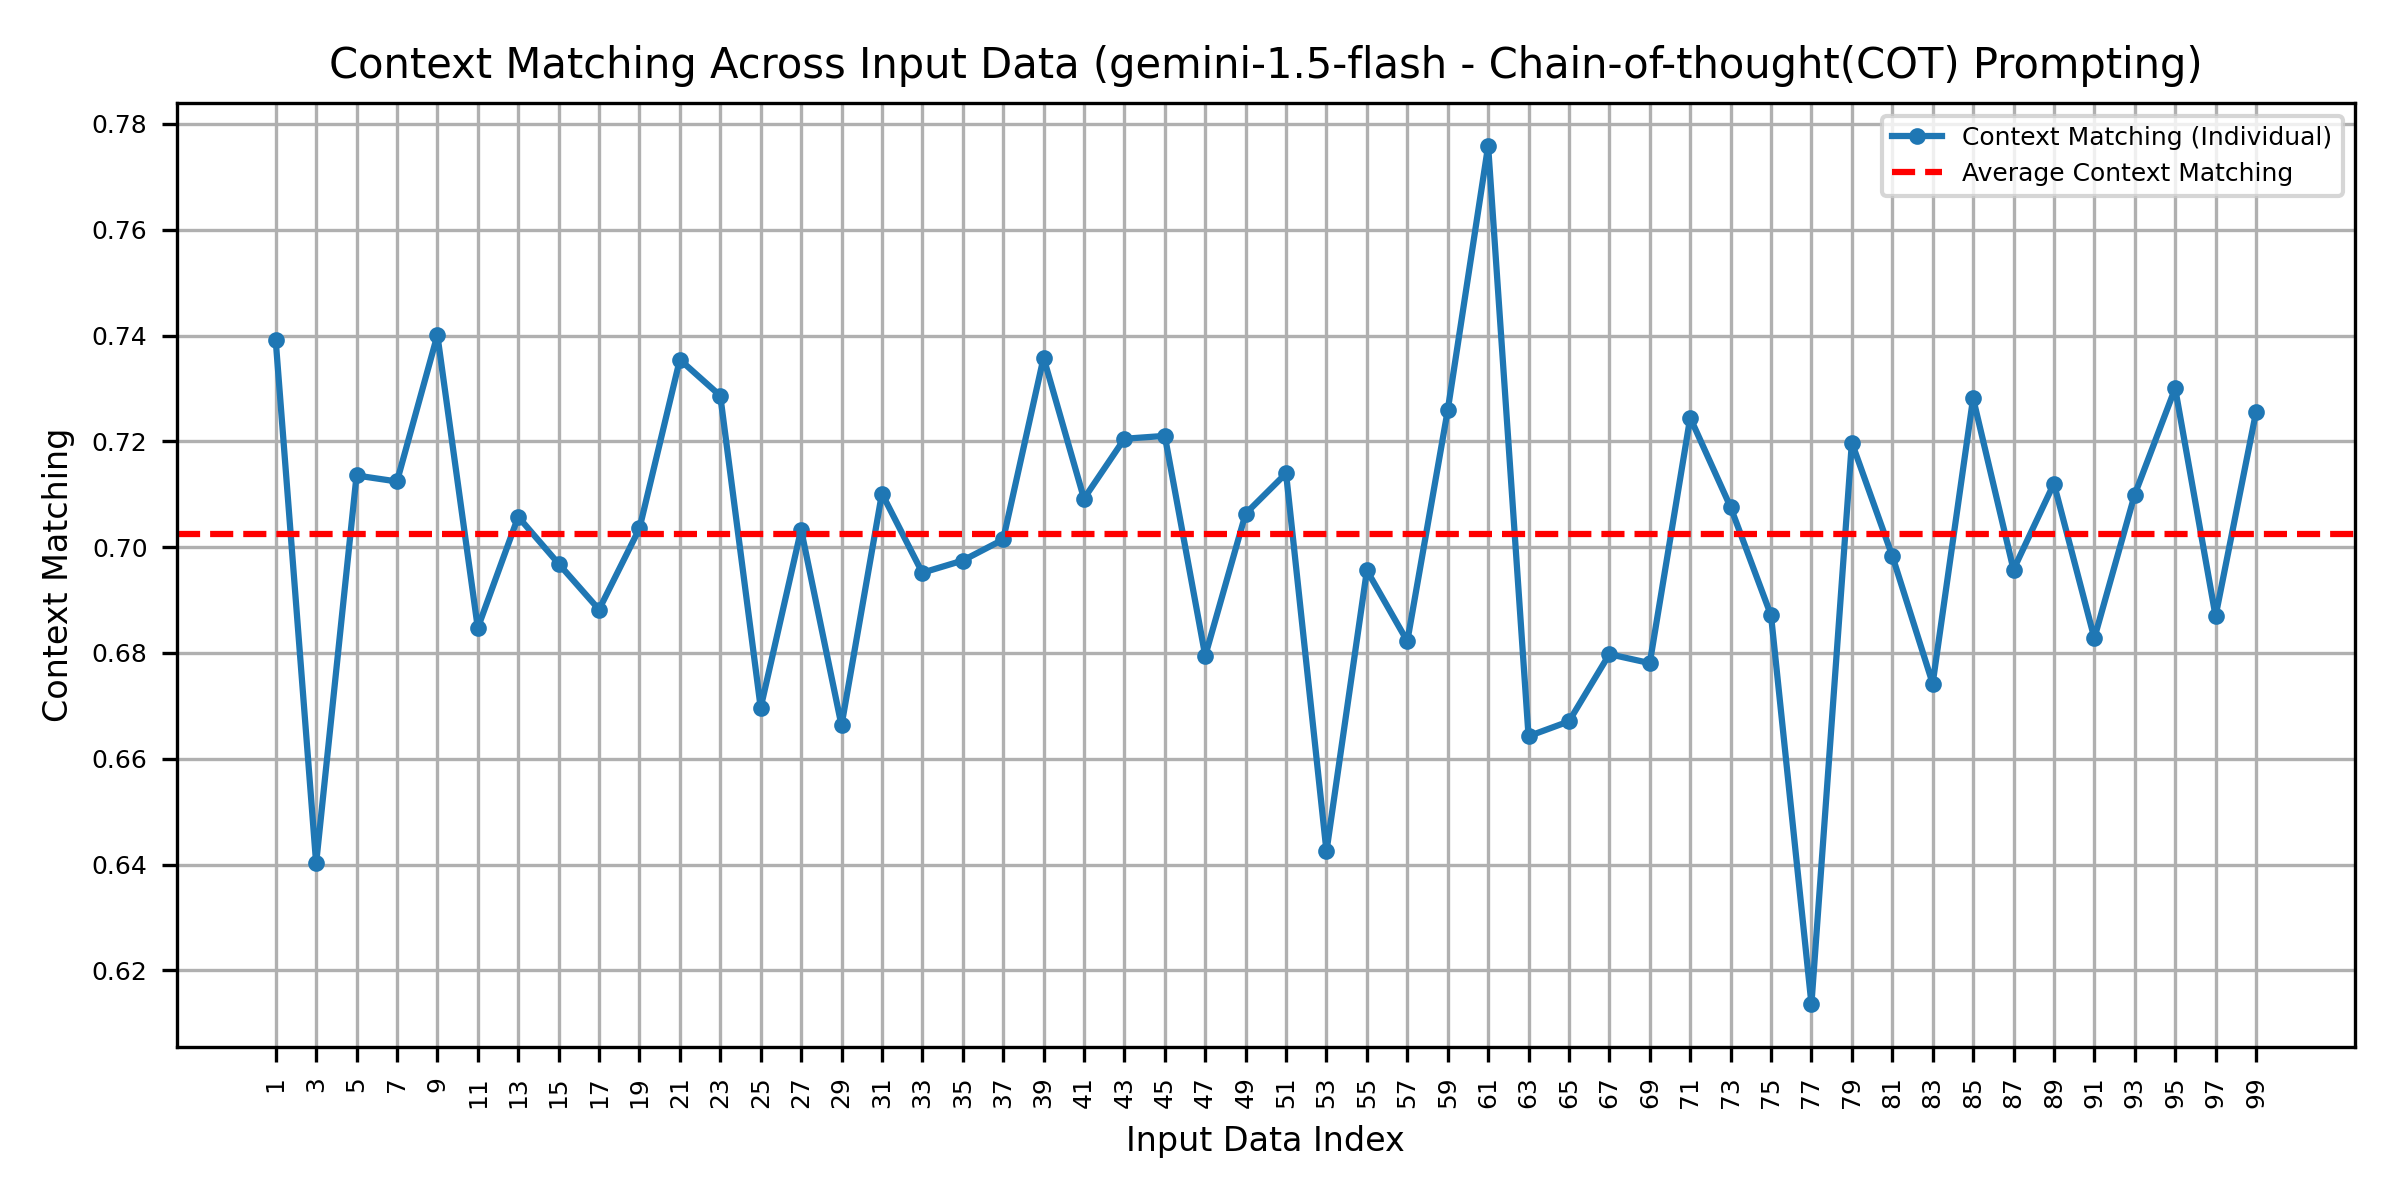 Context Matching Across Input Data (gemini-1.5-flash - Chain-of-thought(COT) Prompting)
Context Matching (Individual)
Average Context Matching
Context Matching
0.78
0.76
0.74
0.72
0.70
0.68
0.66
0.64
0.62
1 3 5 7 9 11 13 15 17 19 21 23 25 27 29 31 33 35 37 39 41 43 45 47 49 51 53 55 57 59 61 63 65 67 69 71 73 75 77 79 81 83 85 87 89 91 93 95 97 99
Input Data Index